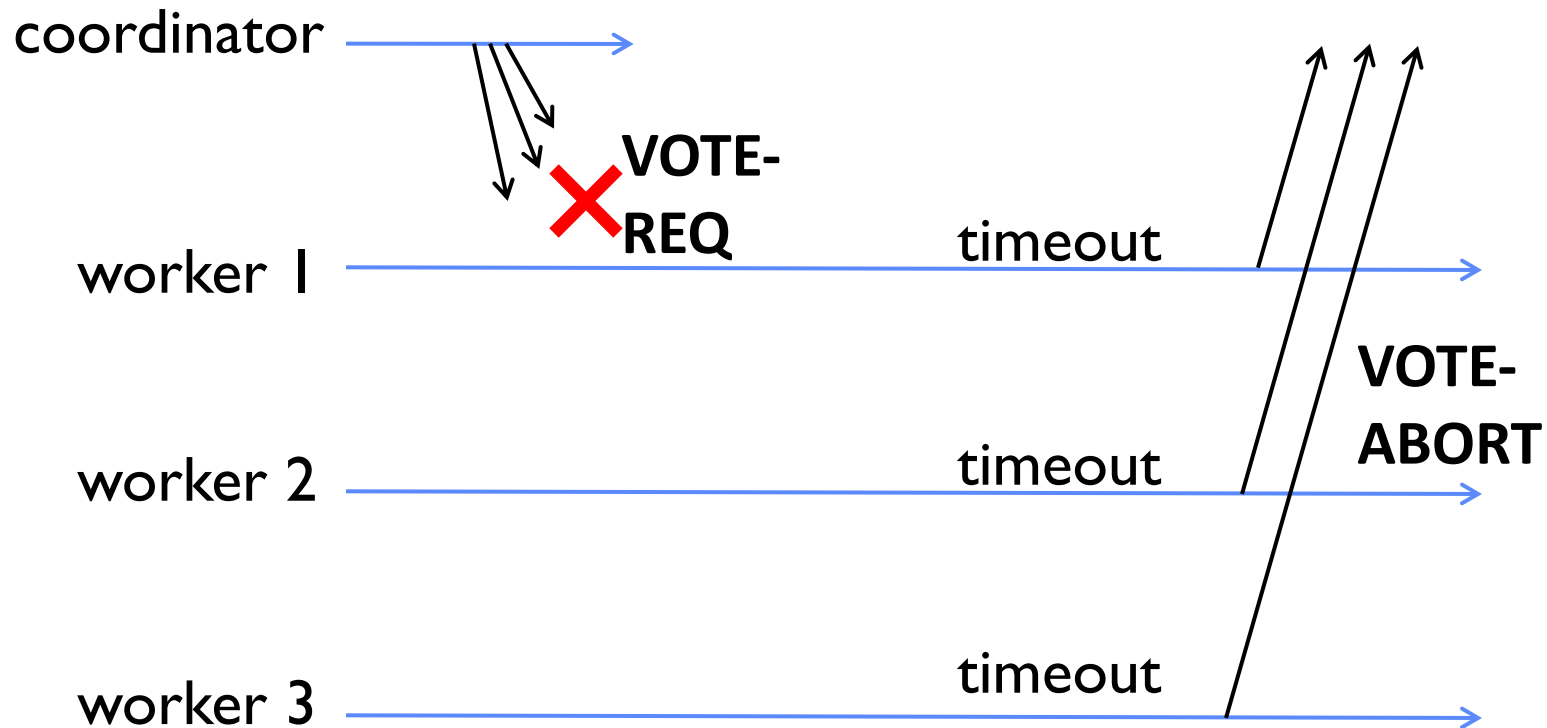 coordinator
VOTE-
REQ
timeout
worker 1
VOTE-
ABORT
timeout
worker 2
timeout
worker 3